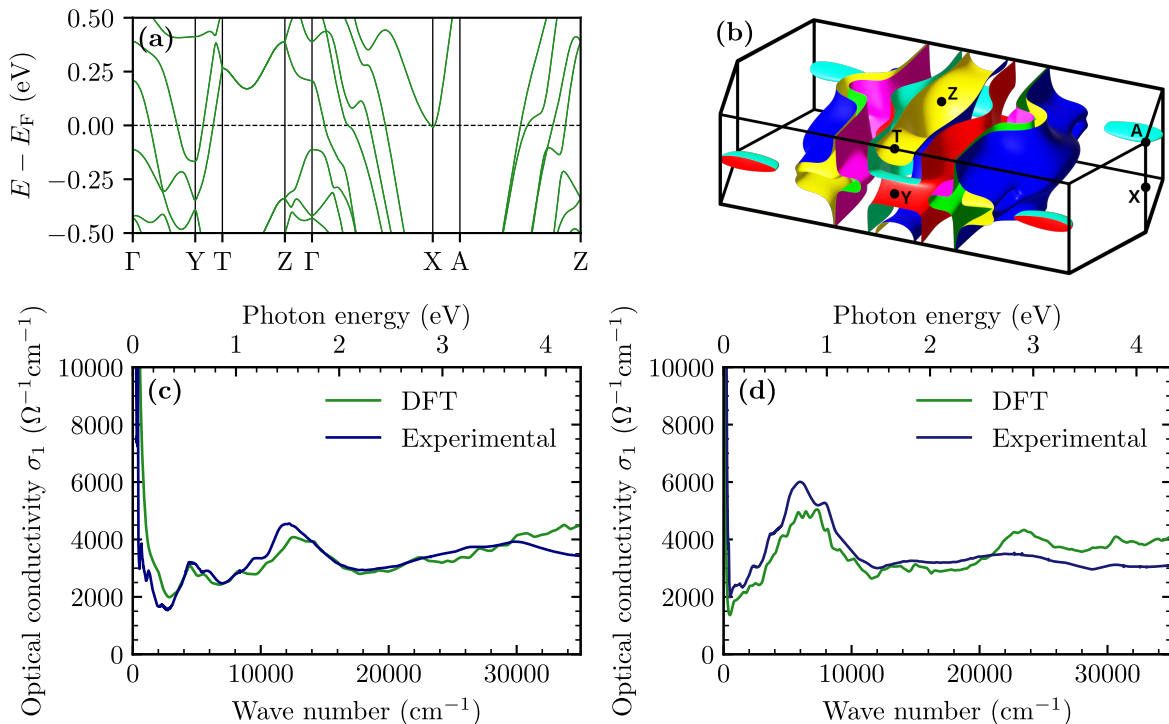 (a)
E − E_F (eV)
0.50
0.25
0.00
−0.25
−0.50
Γ Y T Z Γ X A Z
(b)
Z
T
A
Y
X
Photon energy (eV)
0 1 2 3 4
(c)
DFT
Experimental
Optical conductivity σ₁ (Ω⁻¹cm⁻¹)
10000
8000
6000
4000
2000
0
0 10000 20000 30000
Wave number (cm⁻¹)
Photon energy (eV)
0 1 2 3 4
(d)
DFT
Experimental
Optical conductivity σ₁ (Ω⁻¹cm⁻¹)
10000
8000
6000
4000
2000
0
0 10000 20000 30000
Wave number (cm⁻¹)